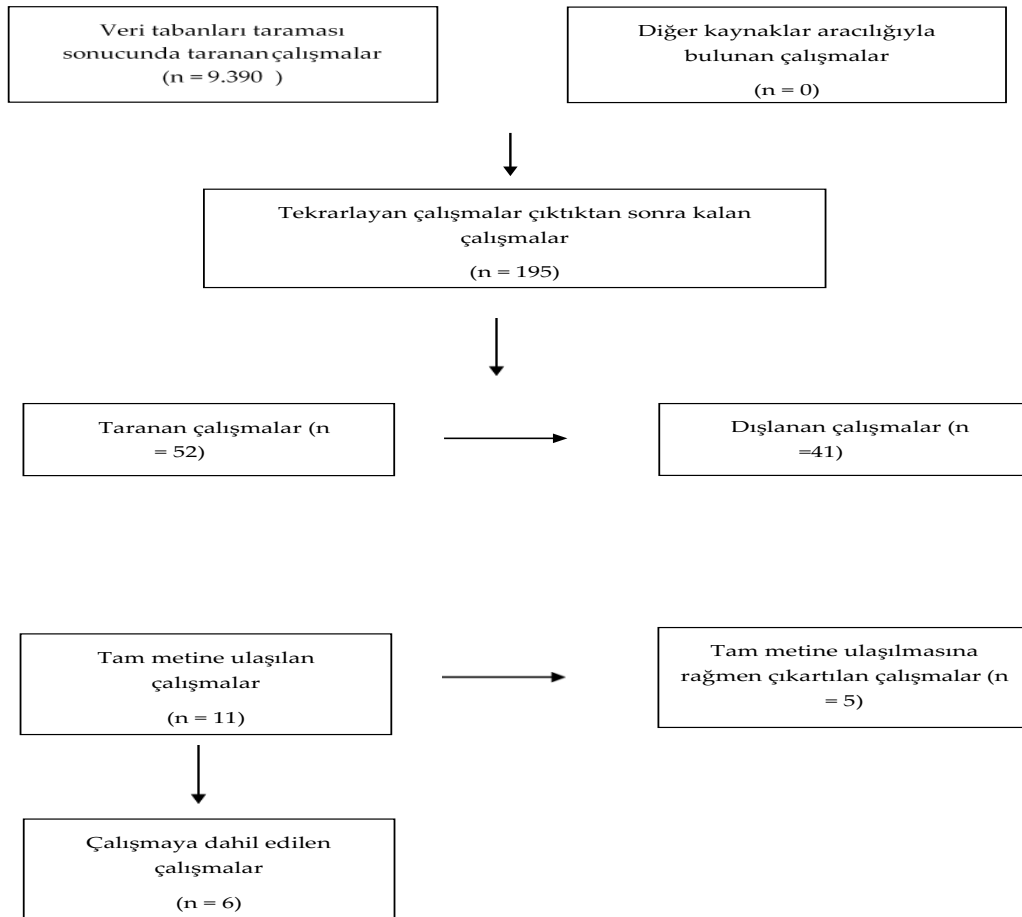 Veri tabanları taraması
sonucunda taranan çalışmalar
(n = 9.390 )
Diğer kaynaklar aracılığıyla
bulunan çalışmalar
(n = 0)
Tekrarlayan çalışmalar çıktıktan sonra kalan
çalışmalar
(n = 195)
Taranan çalışmalar (n
= 52)
Dışlanan çalışmalar (n
=41)
Tam metine ulaşılan
çalışmalar
(n = 11)
Tam metine ulaşılmasına
rağmen çıkartılan çalışmalar (n
= 5)
Çalışmaya dahil edilen
çalışmalar
(n = 6)